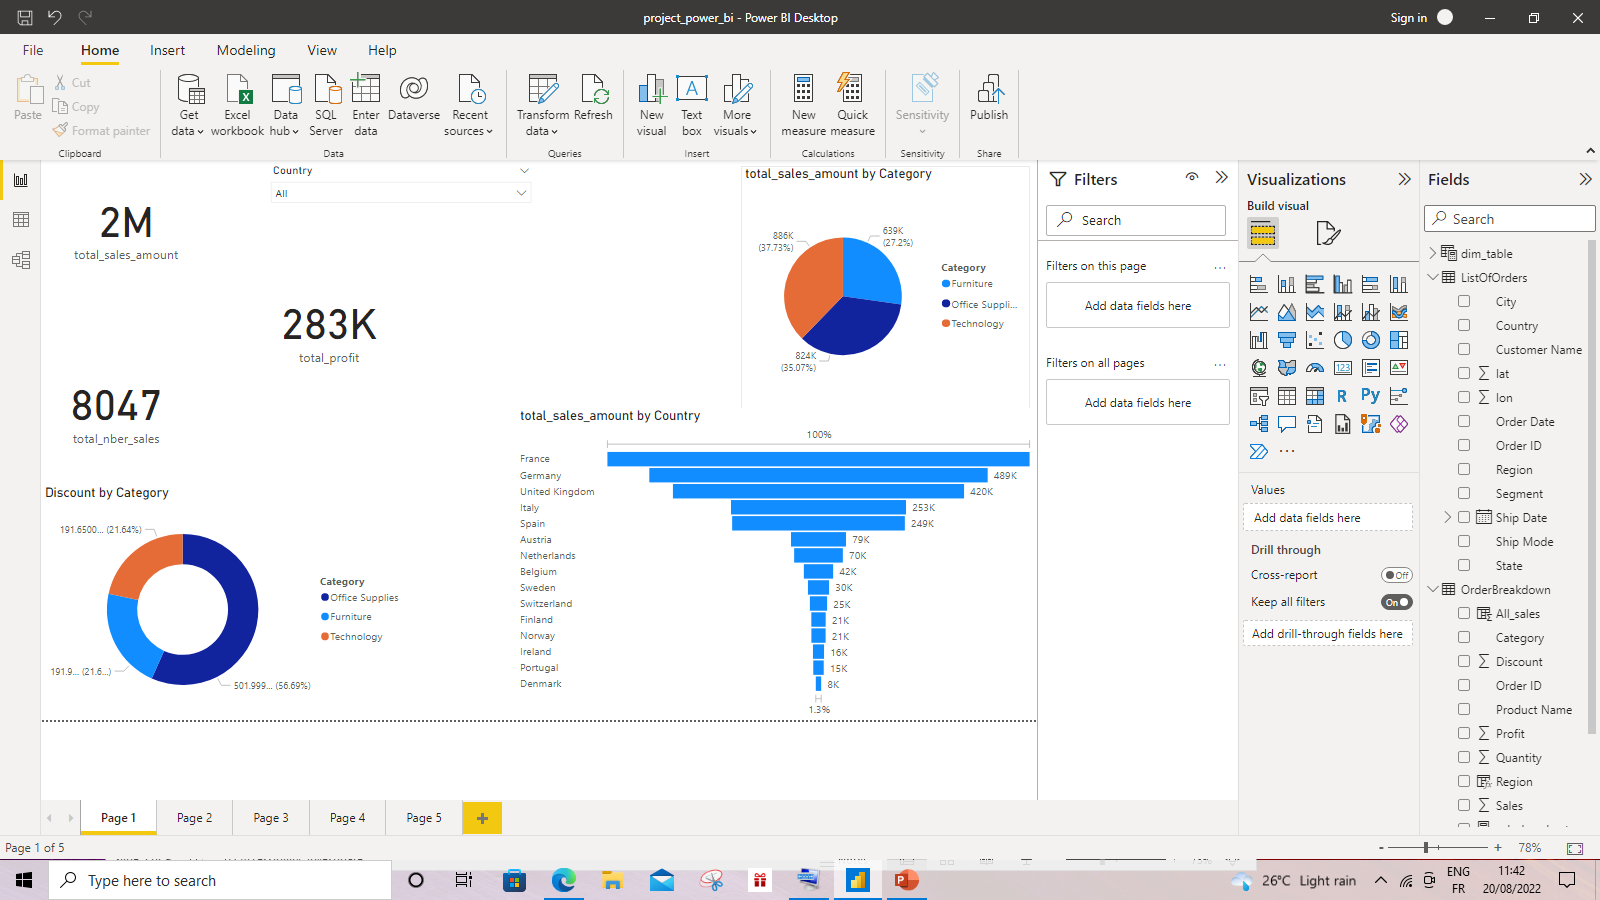 project_power_bi - Power BI Desktop
Sign in
File
Home
Insert
Modeling
View
Help
Paste
Cut
Copy
Format painter
Clipboard
Get data
Excel workbook
Data hub
SQL Server
Enter data
Dataverse
Recent sources
Data
Transform data
Refresh
Queries
New visual
Text box
More visuals
Insert
New measure
Quick measure
Calculations
Sensitivity
Sensitivity
Publish
Share
Country
All
2M
total_sales_amount
283K
total_profit
8047
total_nber_sales
total_sales_amount by Category
886K
(37.73%)
639K
(27.2%)
824K
(35.07%)
Category
Furniture
Office Suppli...
Technology
Discount by Category
191.6500... (21.64%)
191.9... (21.6...)
501.999... (56.69%)
Category
Office Supplies
Furniture
Technology
total_sales_amount by Country
100%
France
Germany 489K
United Kingdom 420K
Italy 253K
Spain 249K
Austria 79K
Netherlands 70K
Belgium 42K
Sweden 30K
Switzerland 25K
Finland 21K
Norway 21K
Ireland 16K
Portugal 15K
Denmark 8K
1.3%
Filters
Search
Filters on this page ...
Add data fields here
Filters on all pages ...
Add data fields here
Visualizations
Build visual
123
R
Py
...
Values
Add data fields here
Drill through
Cross-report Off
Keep all filters On
Add drill-through fields here
Fields
Search
dim_table
ListOfOrders
City
Country
Customer Name
lat
lon
Order Date
Order ID
Region
Segment
Ship Date
Ship Mode
State
OrderBreakdown
All_sales
Category
Discount
Order ID
Product Name
Profit
Quantity
Region
Sales
Page 1
Page 2
Page 3
Page 4
Page 5
+
Page 1 of 5
- + 78%
Type here to search
26°C Light rain
ENG
FR
11:42
20/08/2022